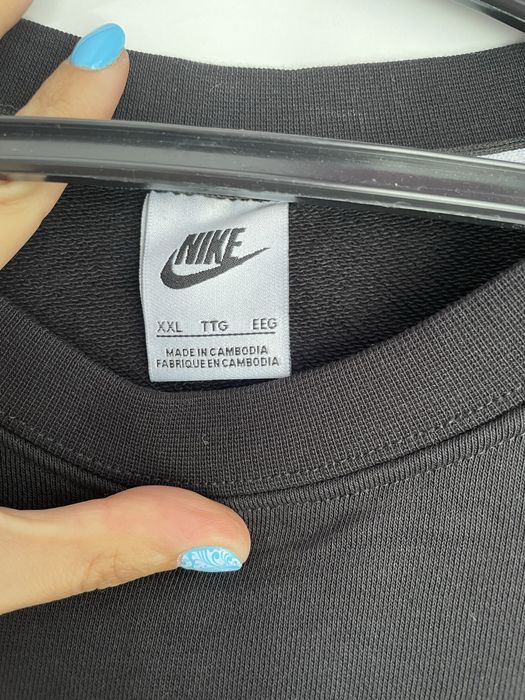 NIKE
XXL TTG EEG
MADE IN CAMBODIA
FABRIQUE EN CAMBODIA